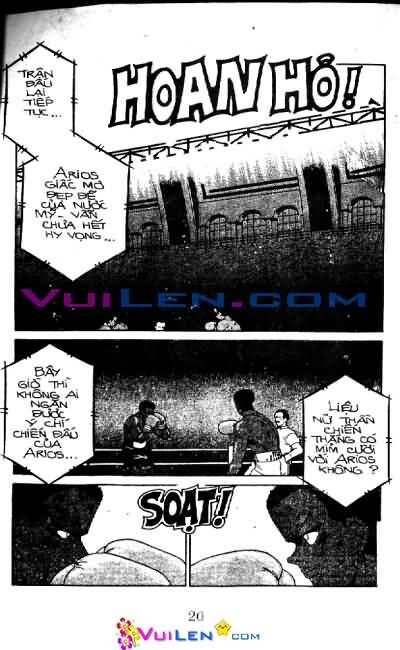 TRẬN
ĐẤU
LẠI
TIẾP
TỤC...
HOAN HÔ!
ARIOS
GIẤC MƠ
ĐẸP ĐẼ
CỦA NƯỚC
MỸ - VẪN
CHƯA HẾT
HY VỌNG...
VUILEN.COM
BÂY
GIỜ THÌ
KHÔNG AI
NGĂN
ĐƯỢC
Ý CHÍ
CHIẾN ĐẤU
CỦA
ARIOS...
LIỆU
NỮ THẦN
CHIẾN
THẮNG CÓ
MỈM CƯỜI
VỚI ARIOS
KHÔNG?
SOẠT!
20
VUILEN.COM